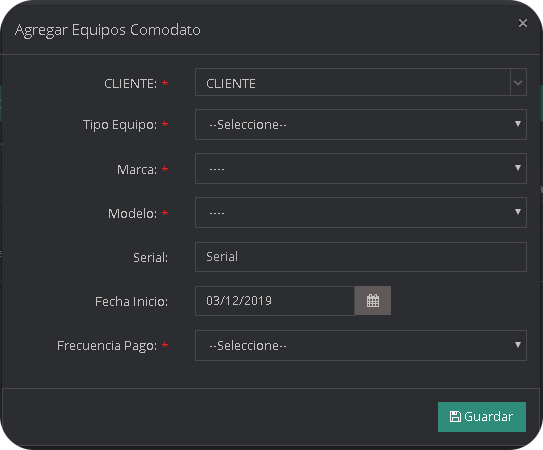 Agregar Equipos Comodato ×
CLIENTE: * CLIENTE
Tipo Equipo: * --Seleccione--
Marca: * ----
Modelo: * ----
Serial: Serial
Fecha Inicio: 03/12/2019
Frecuencia Pago: * --Seleccione--
Guardar